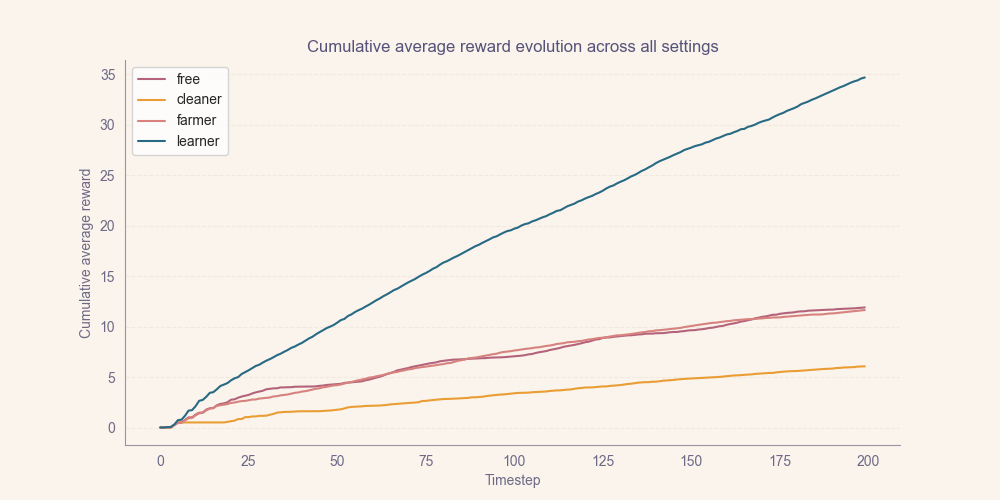 Cumulative average reward evolution across all settings
free
cleaner
farmer
learner
Cumulative average reward
35
30
25
20
15
10
5
0
0 25 50 75 100 125 150 175 200
Timestep